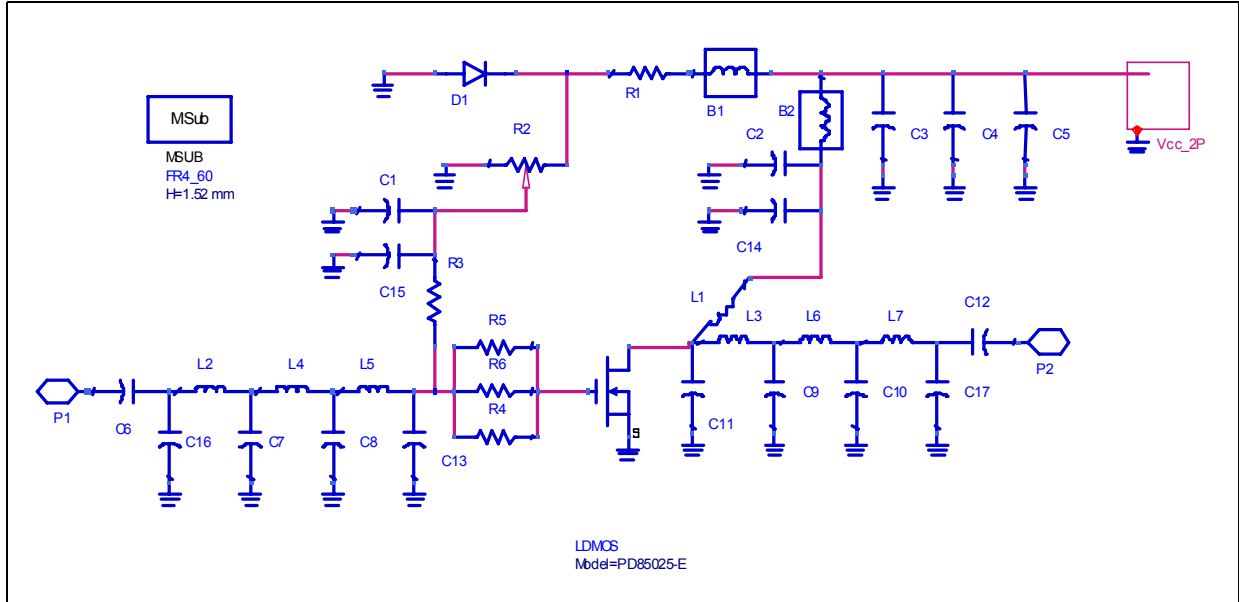 D1
R1
B1
B2
MSub
R2
C2
C3
C4
C5
Vcc_2P
MSUB
FR4_60
H=1.52 mm
C1
R3
C14
C15
L1
C12
R5
L3
L6
L7
L2
L4
L5
R6
P2
R4
C9
C10
C17
P1
C6
C16
C7
C8
C13
S
C11
LDMOS
Model=PD85025-E